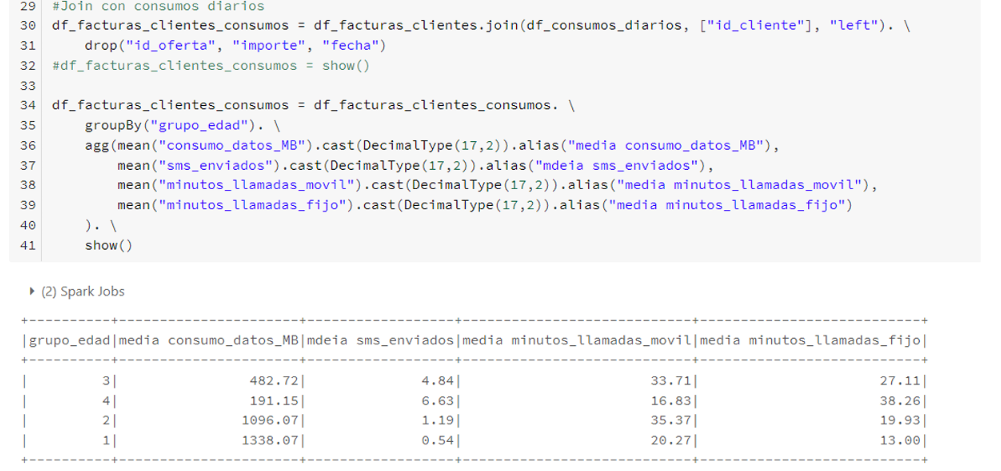 29 #Join con consumos diarios
30 df_facturas_clientes_consumos = df_facturas_clientes.join(df_consumos_diarios, ["id_cliente"], "left"). \
31     drop("id_oferta", "importe", "fecha")
32 #df_facturas_clientes_consumos = show()
33
34 df_facturas_clientes_consumos = df_facturas_clientes_consumos. \
35     groupBy("grupo_edad"). \
36     agg(mean("consumo_datos_MB").cast(DecimalType(17,2)).alias("media consumo_datos_MB"),
37         mean("sms_enviados").cast(DecimalType(17,2)).alias("mdeia sms_enviados"),
38         mean("minutos_llamadas_movil").cast(DecimalType(17,2)).alias("media minutos_llamadas_movil"),
39         mean("minutos_llamadas_fijo").cast(DecimalType(17,2)).alias("media minutos_llamadas_fijo")
40     ). \
41     show()
(2) Spark Jobs
+----------+----------------------+------------------+----------------------------+---------------------------+
|grupo_edad|media consumo_datos_MB|mdeia sms_enviados|media minutos_llamadas_movil|media minutos_llamadas_fijo|
+----------+----------------------+------------------+----------------------------+---------------------------+
|         3|                482.72|              4.84|                       33.71|                      27.11|
|         4|                191.15|              6.63|                       16.83|                      38.26|
|         2|               1096.07|              1.19|                       35.37|                      19.93|
|         1|               1338.07|              0.54|                       20.27|                      13.00|
+----------+----------------------+------------------+----------------------------+---------------------------+